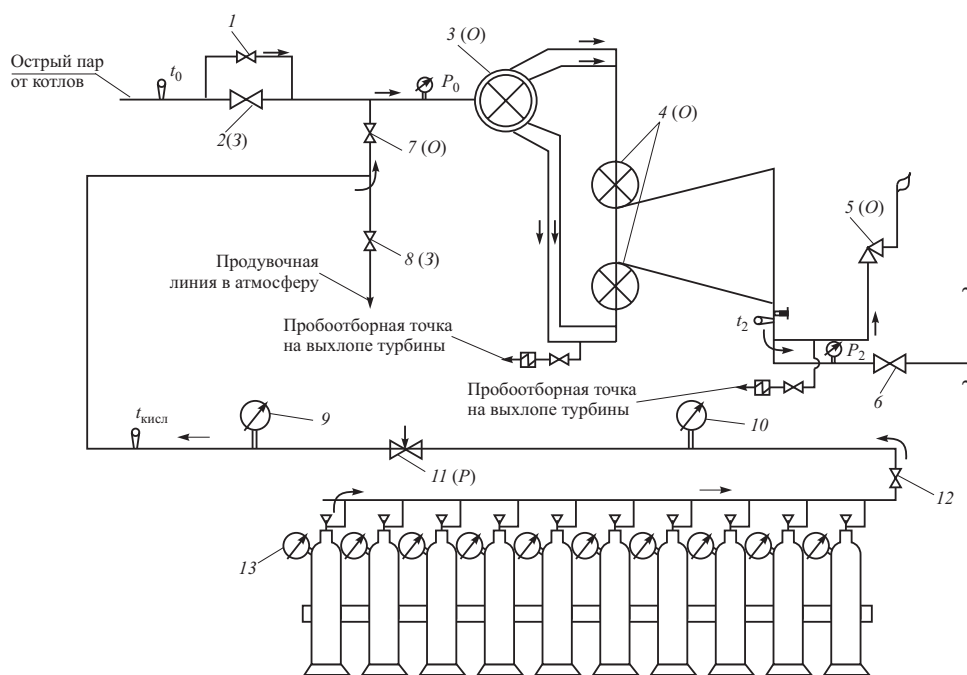 1
3 (О)
Острый пар
от котлов
t0
P0
2(З)
4 (О)
7 (О)
5 (О)
8 (З)
Продувочная
линия в атмосферу
Пробоотборная точка
на выхлопе турбины
t2
P2
Пробоотборная точка
на выхлопе турбины
6
tкисл
9
10
11 (Р)
12
13